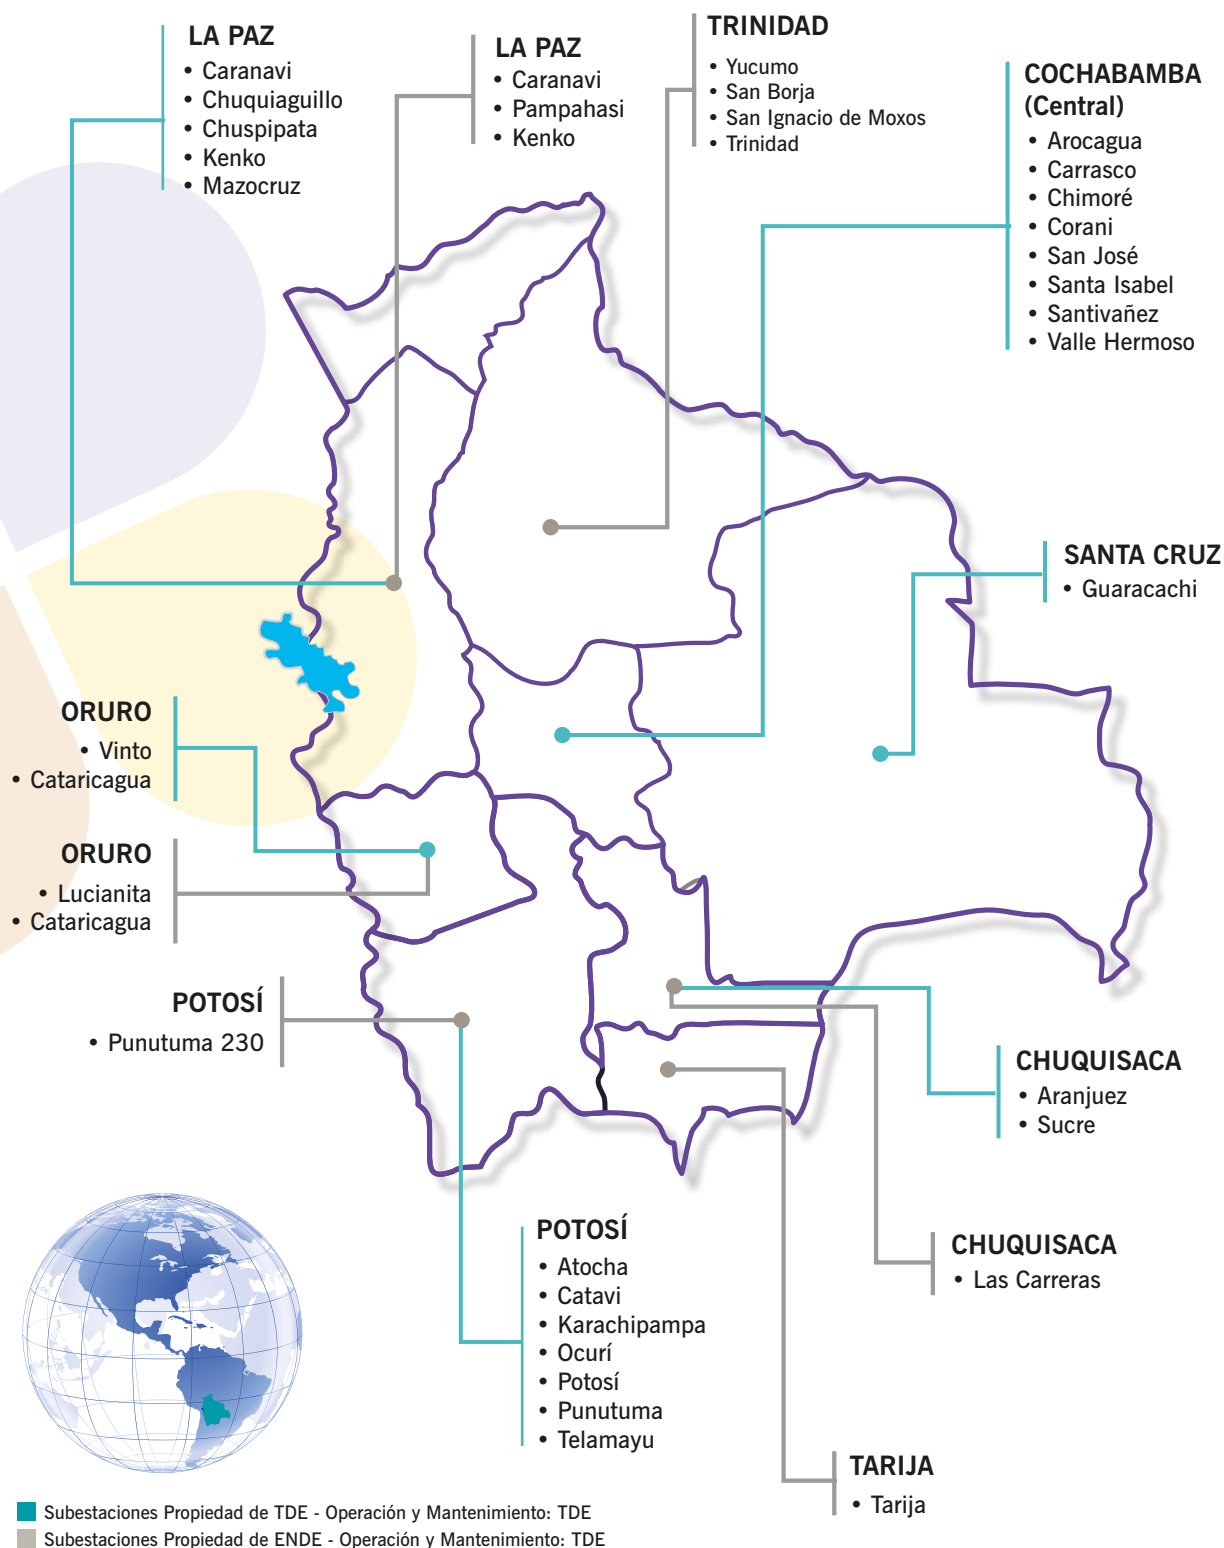 LA PAZ
• Caranavi
• Chuquiaguillo
• Chuspipata
• Kenko
• Mazocruz
LA PAZ
• Caranavi
• Pampahasi
• Kenko
TRINIDAD
• Yucumo
• San Borja
• San Ignacio de Moxos
• Trinidad
COCHABAMBA
(Central)
• Arocagua
• Carrasco
• Chimoré
• Corani
• San José
• Santa Isabel
• Santivañez
• Valle Hermoso
SANTA CRUZ
• Guaracachi
ORURO
• Vinto
• Cataricagua
ORURO
• Lucianita
• Cataricagua
POTOSÍ
• Punutuma 230
CHUQUISACA
• Aranjuez
• Sucre
CHUQUISACA
• Las Carreras
POTOSÍ
• Atocha
• Catavi
• Karachipampa
• Ocurí
• Potosí
• Punutuma
• Telamayu
TARIJA
• Tarija
Subestaciones Propiedad de TDE - Operación y Mantenimiento: TDE
Subestaciones Propiedad de ENDE - Operación y Mantenimiento: TDE